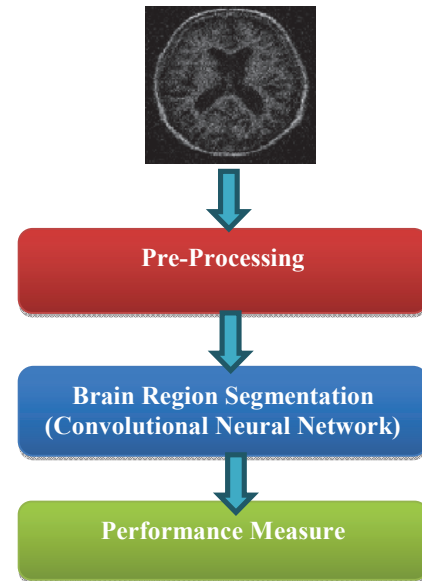 Pre-Processing
Brain Region Segmentation
(Convolutional Neural Network)
Performance Measure